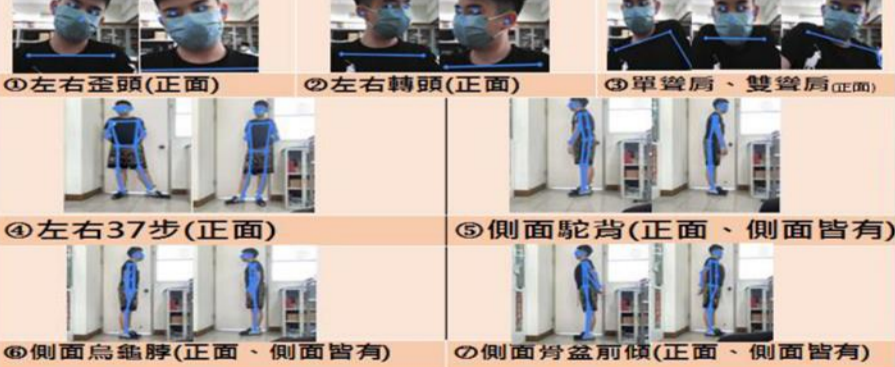 ①左右歪頭(正面)
②左右轉頭(正面)
③單聳肩、雙聳肩(正面)
④左右37步(正面)
⑤側面駝背(正面、側面皆有)
⑥側面烏龜脖(正面、側面皆有)
⑦側面骨盆前傾(正面、側面皆有)